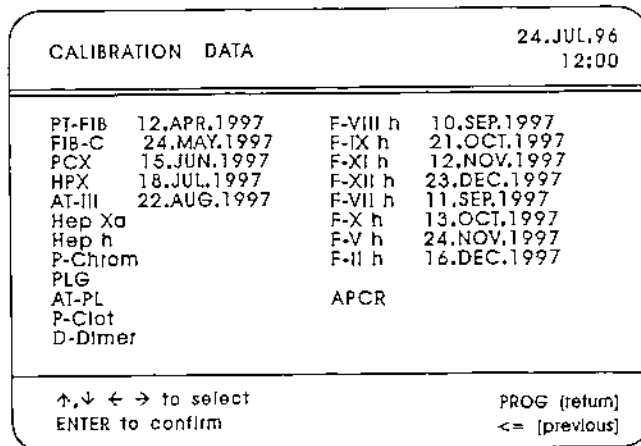 CALIBRATION DATA
24.JUL.96
12:00
PT-FIB 12.APR.1997
FIB-C 24.MAY.1997
PCX 15.JUN.1997
HPX 18.JUL.1997
AT-III 22.AUG.1997
Hep Xa
Hep h
P-Chrom
PLG
AT-PL
P-Clot
D-Dimer
F-VIII h 10.SEP.1997
F-IX h 21.OCT.1997
F-XI h 12.NOV.1997
F-XII h 23.DEC.1997
F-VII h 11.SEP.1997
F-X h 13.OCT.1997
F-V h 24.NOV.1997
F-II h 16.DEC.1997
APCR
↑,↓ ← → to select
ENTER to confirm
PROG (return)
<= (previous)